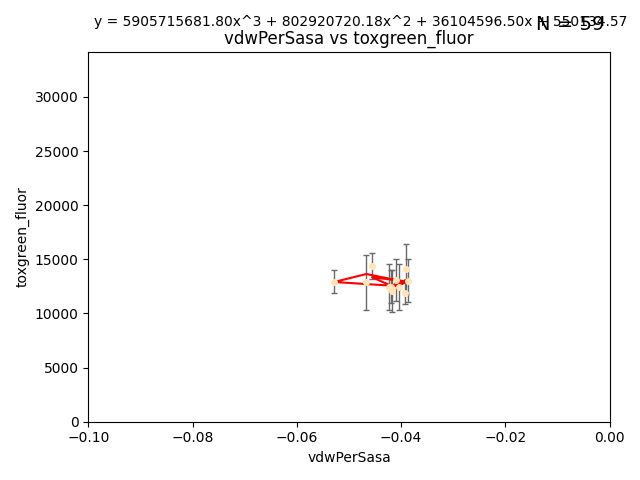 y = 5905715681.80x^3 + 802920720.18x^2 + 36104596.50x + 550134.57
N = 59
vdwPerSasa vs toxgreen_fluor
30000
25000
20000
15000
10000
5000
0
toxgreen_fluor
−0.10
−0.08
−0.06
−0.04
−0.02
0.00
vdwPerSasa